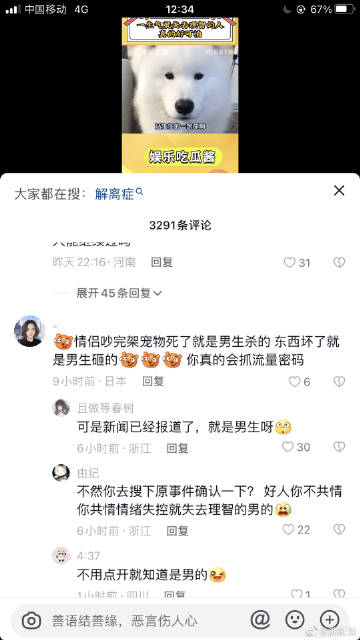 中国移动 4G 12:34 67%
一生气就失去理智的人
真的好可怕
娱乐吃瓜酱
大家都在搜：解离症
3291条评论
昨天 22:16 · 河南 回复 31
展开45条回复
情侣吵完架宠物死了就是男生杀的 东西坏了就
是男生砸的 你真的会抓流量密码
9小时前 · 日本 回复 6
且做等春树
可是新闻已经报道了，就是男生呀
6小时前 · 浙江 回复 30
由纪
不然你去搜下原事件确认一下？ 好人你不共情
你共情情绪失控就失去理智的男的
6小时前 · 浙江 回复 22
4:37
不用点开就知道是男的
1小时前 · 四川 回复 1
善语结善缘，恶言伤人心